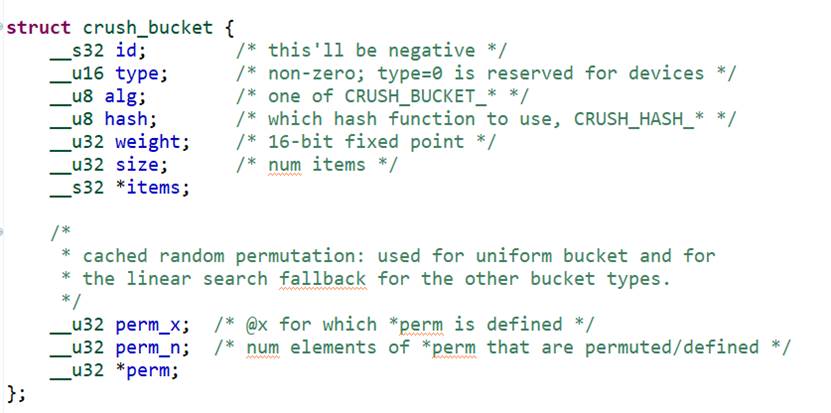 struct crush_bucket {
    __s32 id;        /* this'll be negative */
    __u16 type;      /* non-zero; type=0 is reserved for devices */
    __u8 alg;        /* one of CRUSH_BUCKET_* */
    __u8 hash;       /* which hash function to use, CRUSH_HASH_* */
    __u32 weight;    /* 16-bit fixed point */
    __u32 size;      /* num items */
    __s32 *items;

    /*
     * cached random permutation: used for uniform bucket and for
     * the linear search fallback for the other bucket types.
     */
    __u32 perm_x;  /* @x for which *perm is defined */
    __u32 perm_n;  /* num elements of *perm that are permuted/defined */
    __u32 *perm;
};